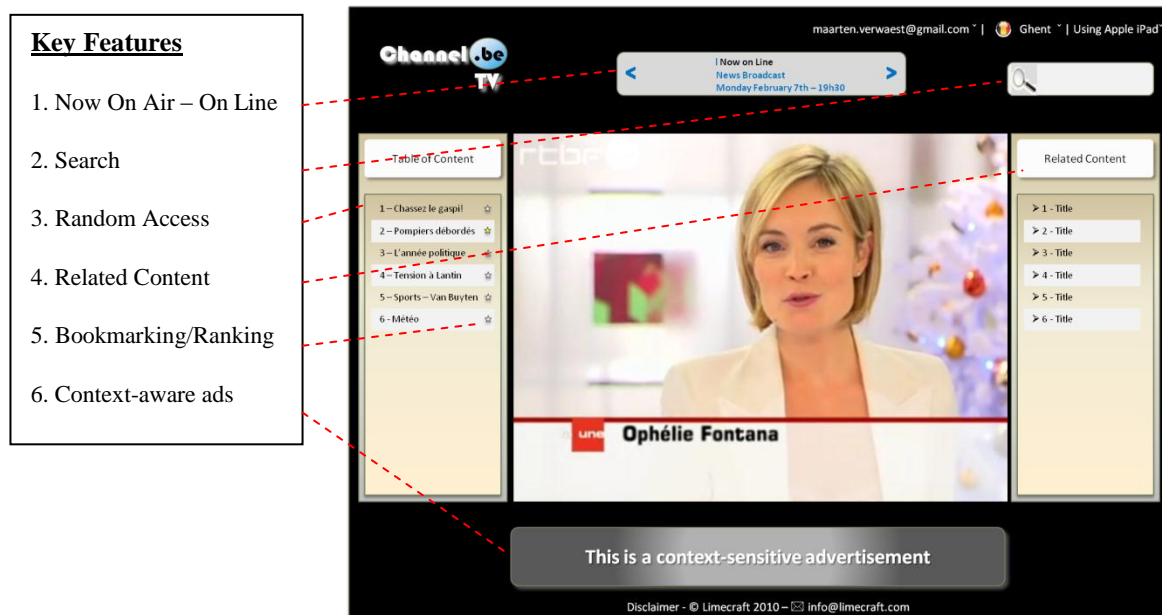 Key Features
1. Now On Air – On Line
2. Search
3. Random Access
4. Related Content
5. Bookmarking/Ranking
6. Context-aware ads
maarten.verwaest@gmail.com ˇ | Ghent ˇ | Using Apple iPadˇ
Channel .be
TV
< >
l Now on Line
News Broadcast
Monday February 7th – 19h30
Table of Content
1 – Chassez le gaspi!
2 – Pompiers débordés
3 – L'année politique
4 – Tension à Lantin
5 – Sports – Van Buyten
6 - Météo
rtbf
une
Ophélie Fontana
Related Content
➢ 1 - Title
➢ 2 - Title
➢ 3 - Title
➢ 4 - Title
➢ 5 - Title
➢ 6 - Title
This is a context-sensitive advertisement
Disclaimer - © Limecraft 2010 – ✉ info@limecraft.com